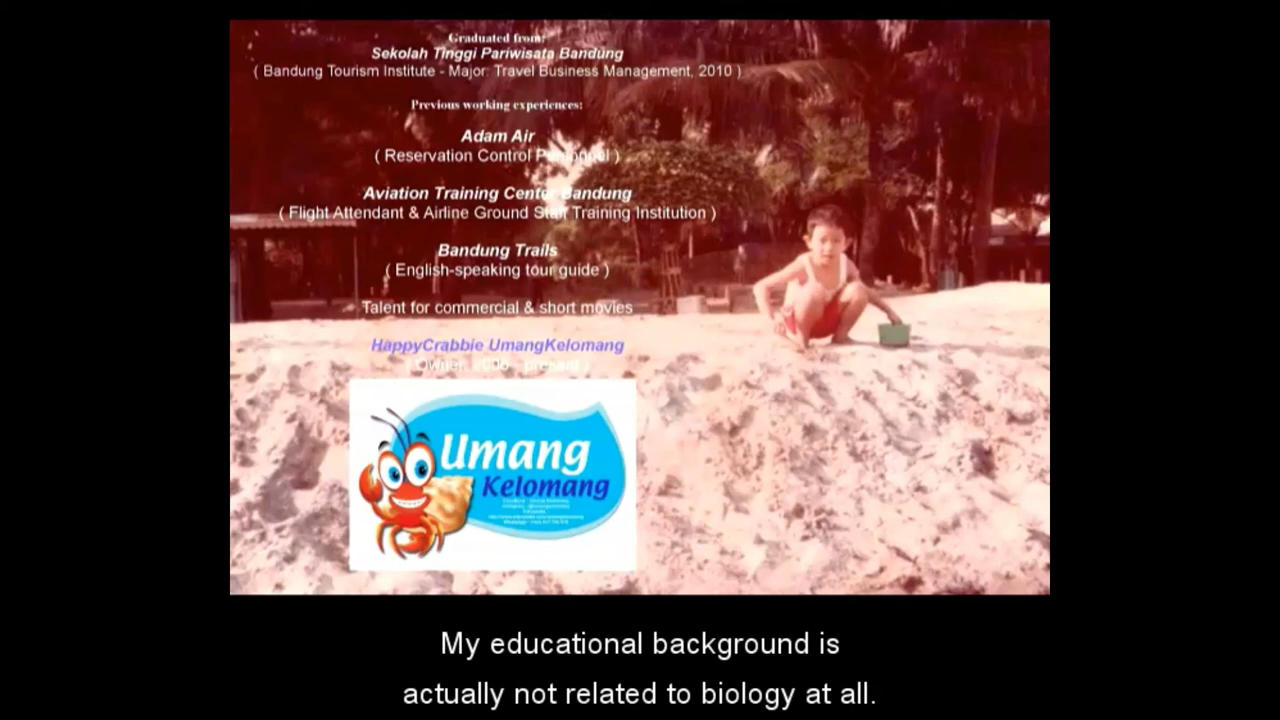 Graduated from:
Sekolah Tinggi Pariwisata Bandung
( Bandung Tourism Institute - Major: Travel Business Management, 2010 )
Previous working experiences:
Adam Air
( Reservation Control Personnel )
Aviation Training Center Bandung
( Flight Attendant & Airline Ground Staff Training Institution )
Bandung Trails
( English-speaking tour guide )
Talent for commercial & short movies
HappyCrabbie UmangKelomang
Umang
Kelomang
My educational background is
actually not related to biology at all.